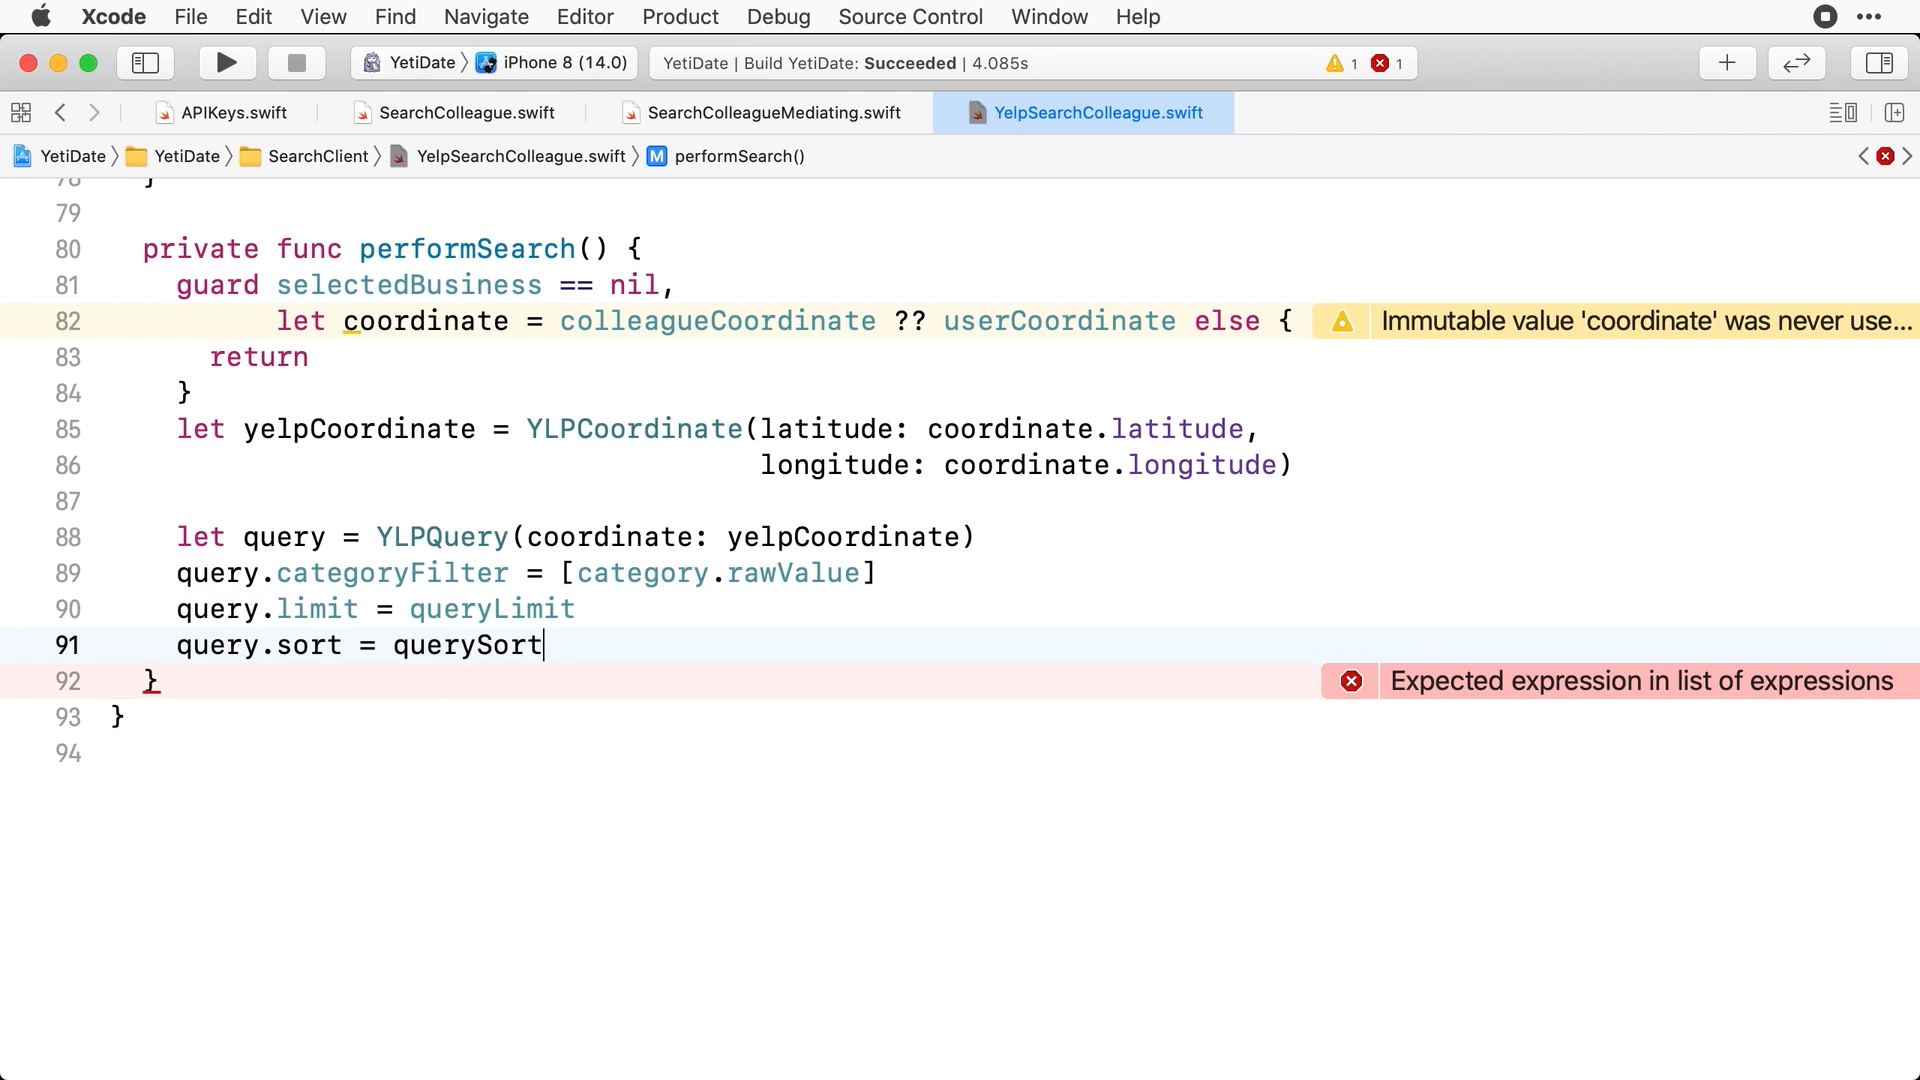 Xcode File Edit View Find Navigate Editor Product Debug Source Control Window Help
YetiDate iPhone 8 (14.0) YetiDate | Build YetiDate: Succeeded | 4.085s 1 1
APIKeys.swift SearchColleague.swift SearchColleagueMediating.swift YelpSearchColleague.swift
YetiDate YetiDate SearchClient YelpSearchColleague.swift M performSearch()
78 }
79
80 private func performSearch() {
81 guard selectedBusiness == nil,
82 let coordinate = colleagueCoordinate ?? userCoordinate else { Immutable value 'coordinate' was never use...
83 return
84 }
85 let yelpCoordinate = YLPCoordinate(latitude: coordinate.latitude,
86 longitude: coordinate.longitude)
87
88 let query = YLPQuery(coordinate: yelpCoordinate)
89 query.categoryFilter = [category.rawValue]
90 query.limit = queryLimit
91 query.sort = querySort
92 } Expected expression in list of expressions
93 }
94